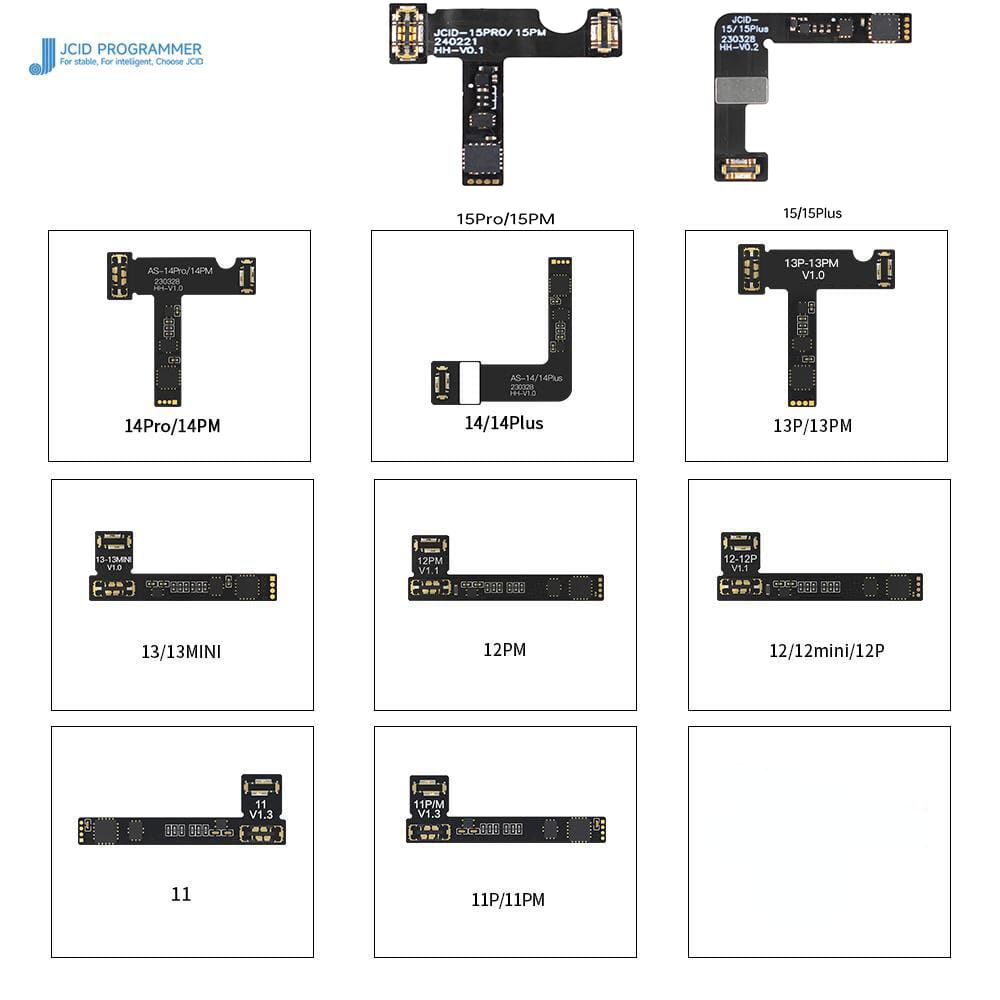 JCID PROGRAMMER
For stable, For intelligent, Choose JCID
JCID-15PRO/15PM
240221
HH-V0.1
JCID-
15/15Plus
230328
HH-V0.2
15Pro/15PM
15/15Plus
AS-14Pro/14PM
230328
HH-V1.0
14Pro/14PM
AS-14/14Plus
230328
HH-V1.0
14/14Plus
13P-13PM
V1.0
13P/13PM
13-13MINI
V1.0
13/13MINI
12PM
V1.1
12PM
12-12P
V1.1
12/12mini/12P
11
V1.3
11
11P/M
V1.3
11P/11PM